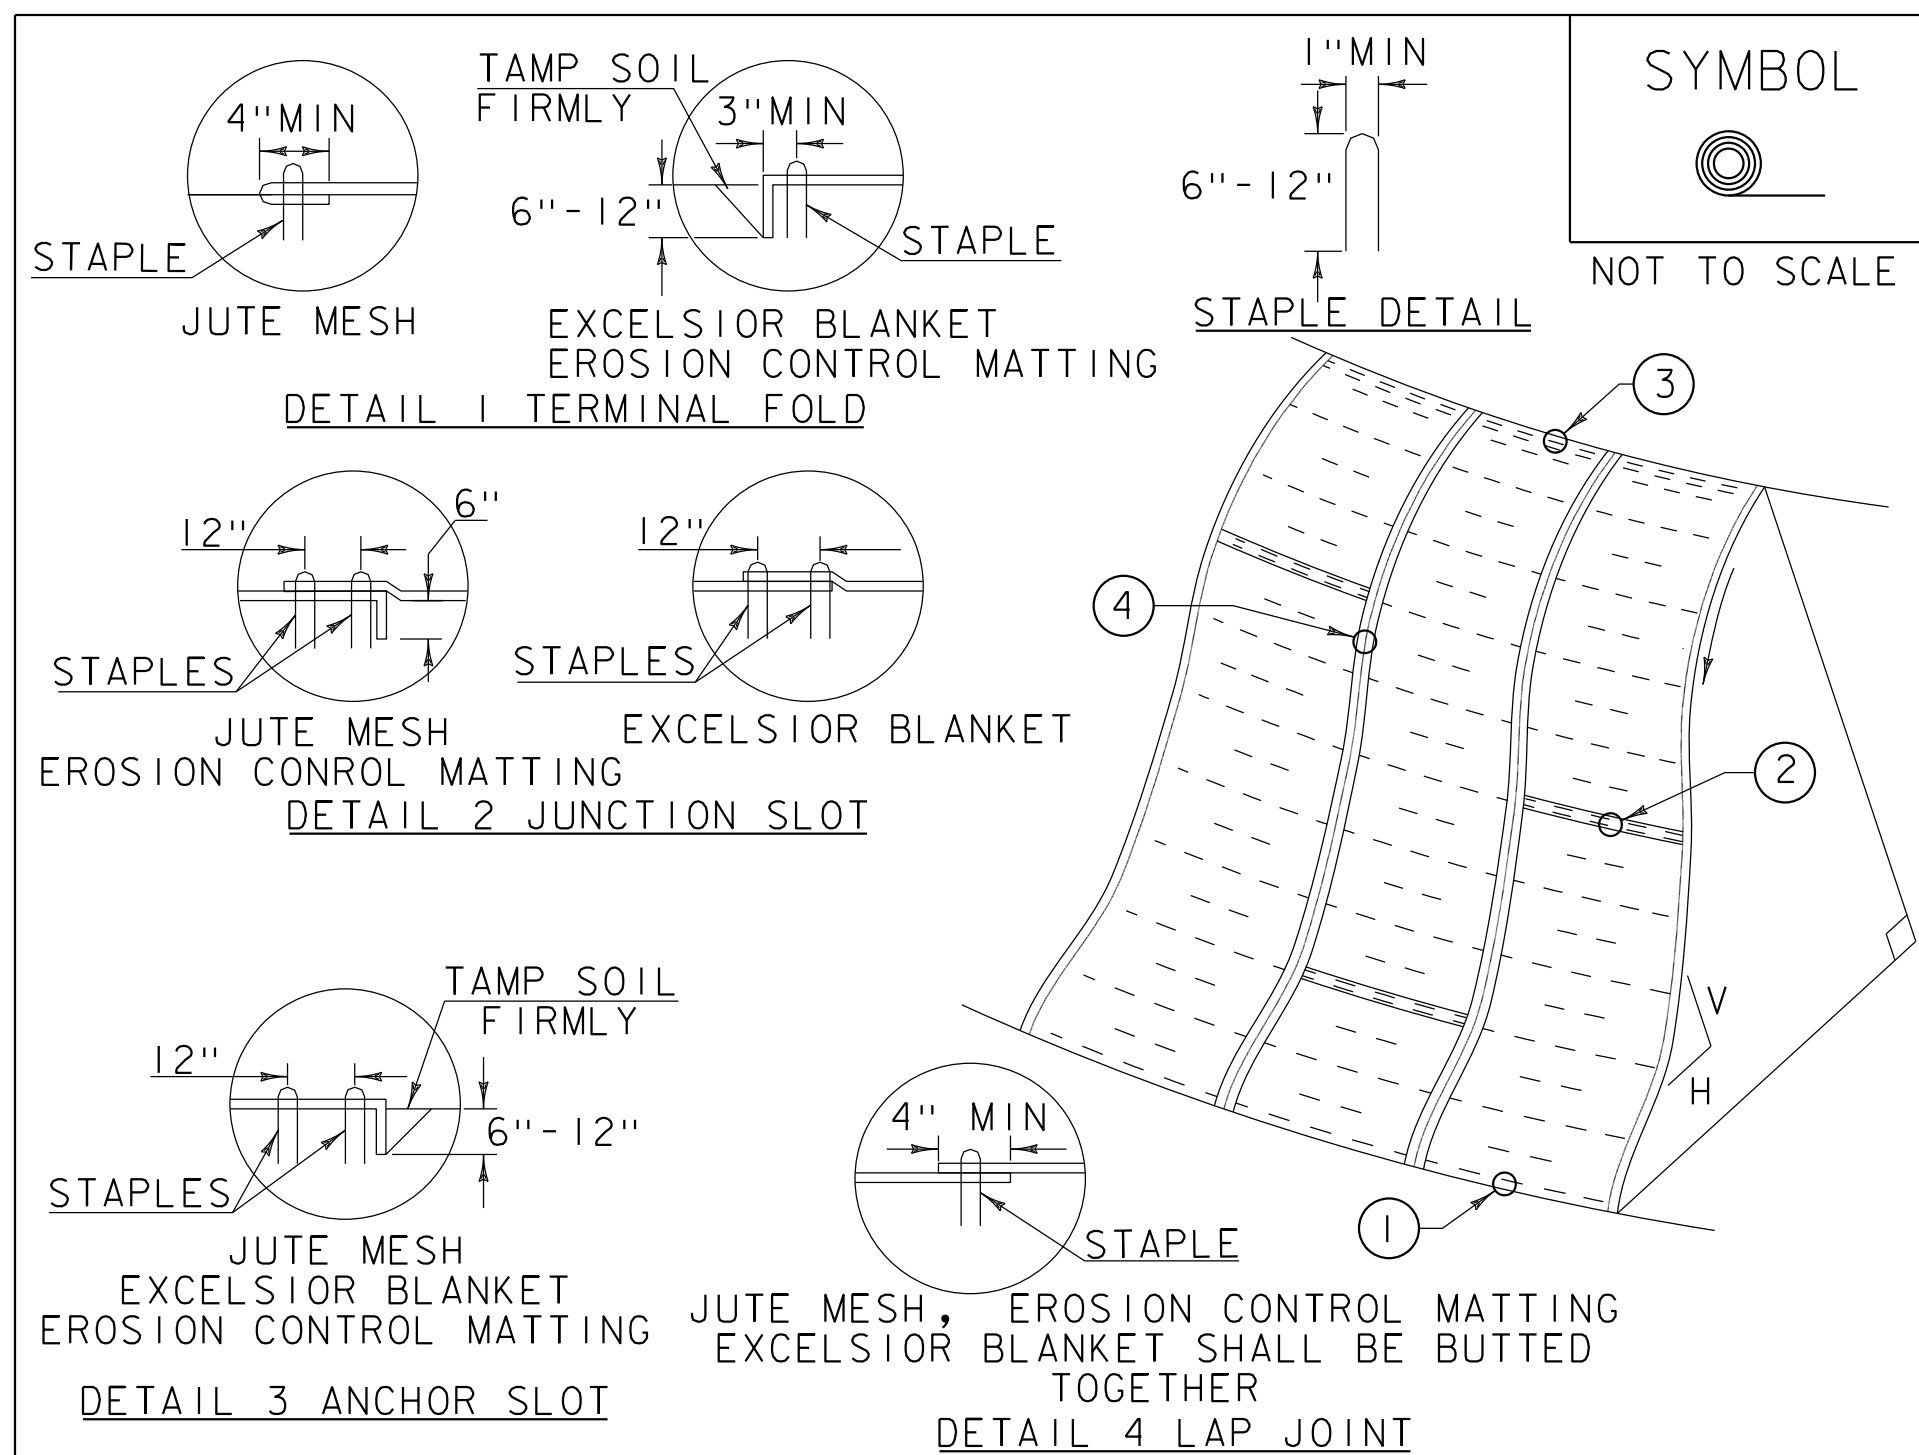 4"MIN
STAPLE
JUTE MESH
TAMP SOIL
FIRMLY
3"MIN
6"-12"
STAPLE
EXCELSIOR BLANKET
EROSION CONTROL MATTING
DETAIL 1 TERMINAL FOLD
1"MIN
6"-12"
STAPLE DETAIL
SYMBOL
NOT TO SCALE
12"
6"
STAPLES
JUTE MESH
EROSION CONROL MATTING
12"
STAPLES
EXCELSIOR BLANKET
DETAIL 2 JUNCTION SLOT
3
4
2
V
H
1
TAMP SOIL
FIRMLY
12"
6"-12"
STAPLES
JUTE MESH
EXCELSIOR BLANKET
EROSION CONTROL MATTING
DETAIL 3 ANCHOR SLOT
4" MIN
STAPLE
JUTE MESH, EROSION CONTROL MATTING
EXCELSIOR BLANKET SHALL BE BUTTED
TOGETHER
DETAIL 4 LAP JOINT